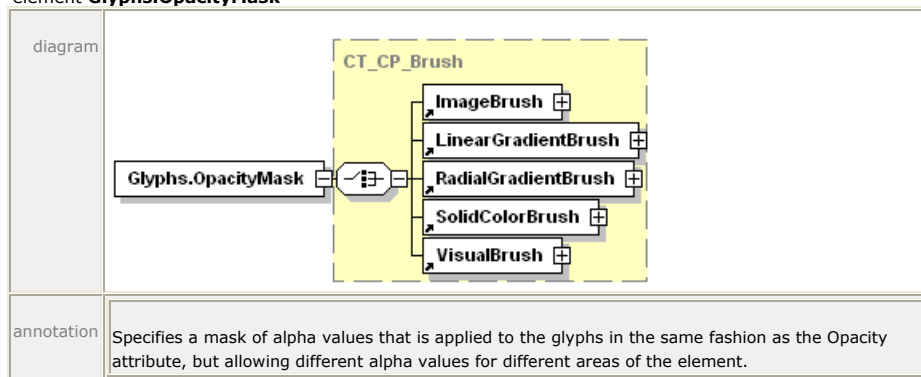 element Glyphs.OpacityMask
diagram
CT_CP_Brush
ImageBrush
LinearGradientBrush
Glyphs.OpacityMask
RadialGradientBrush
SolidColorBrush
VisualBrush
annotation
Specifies a mask of alpha values that is applied to the glyphs in the same fashion as the Opacity
attribute, but allowing different alpha values for different areas of the element.